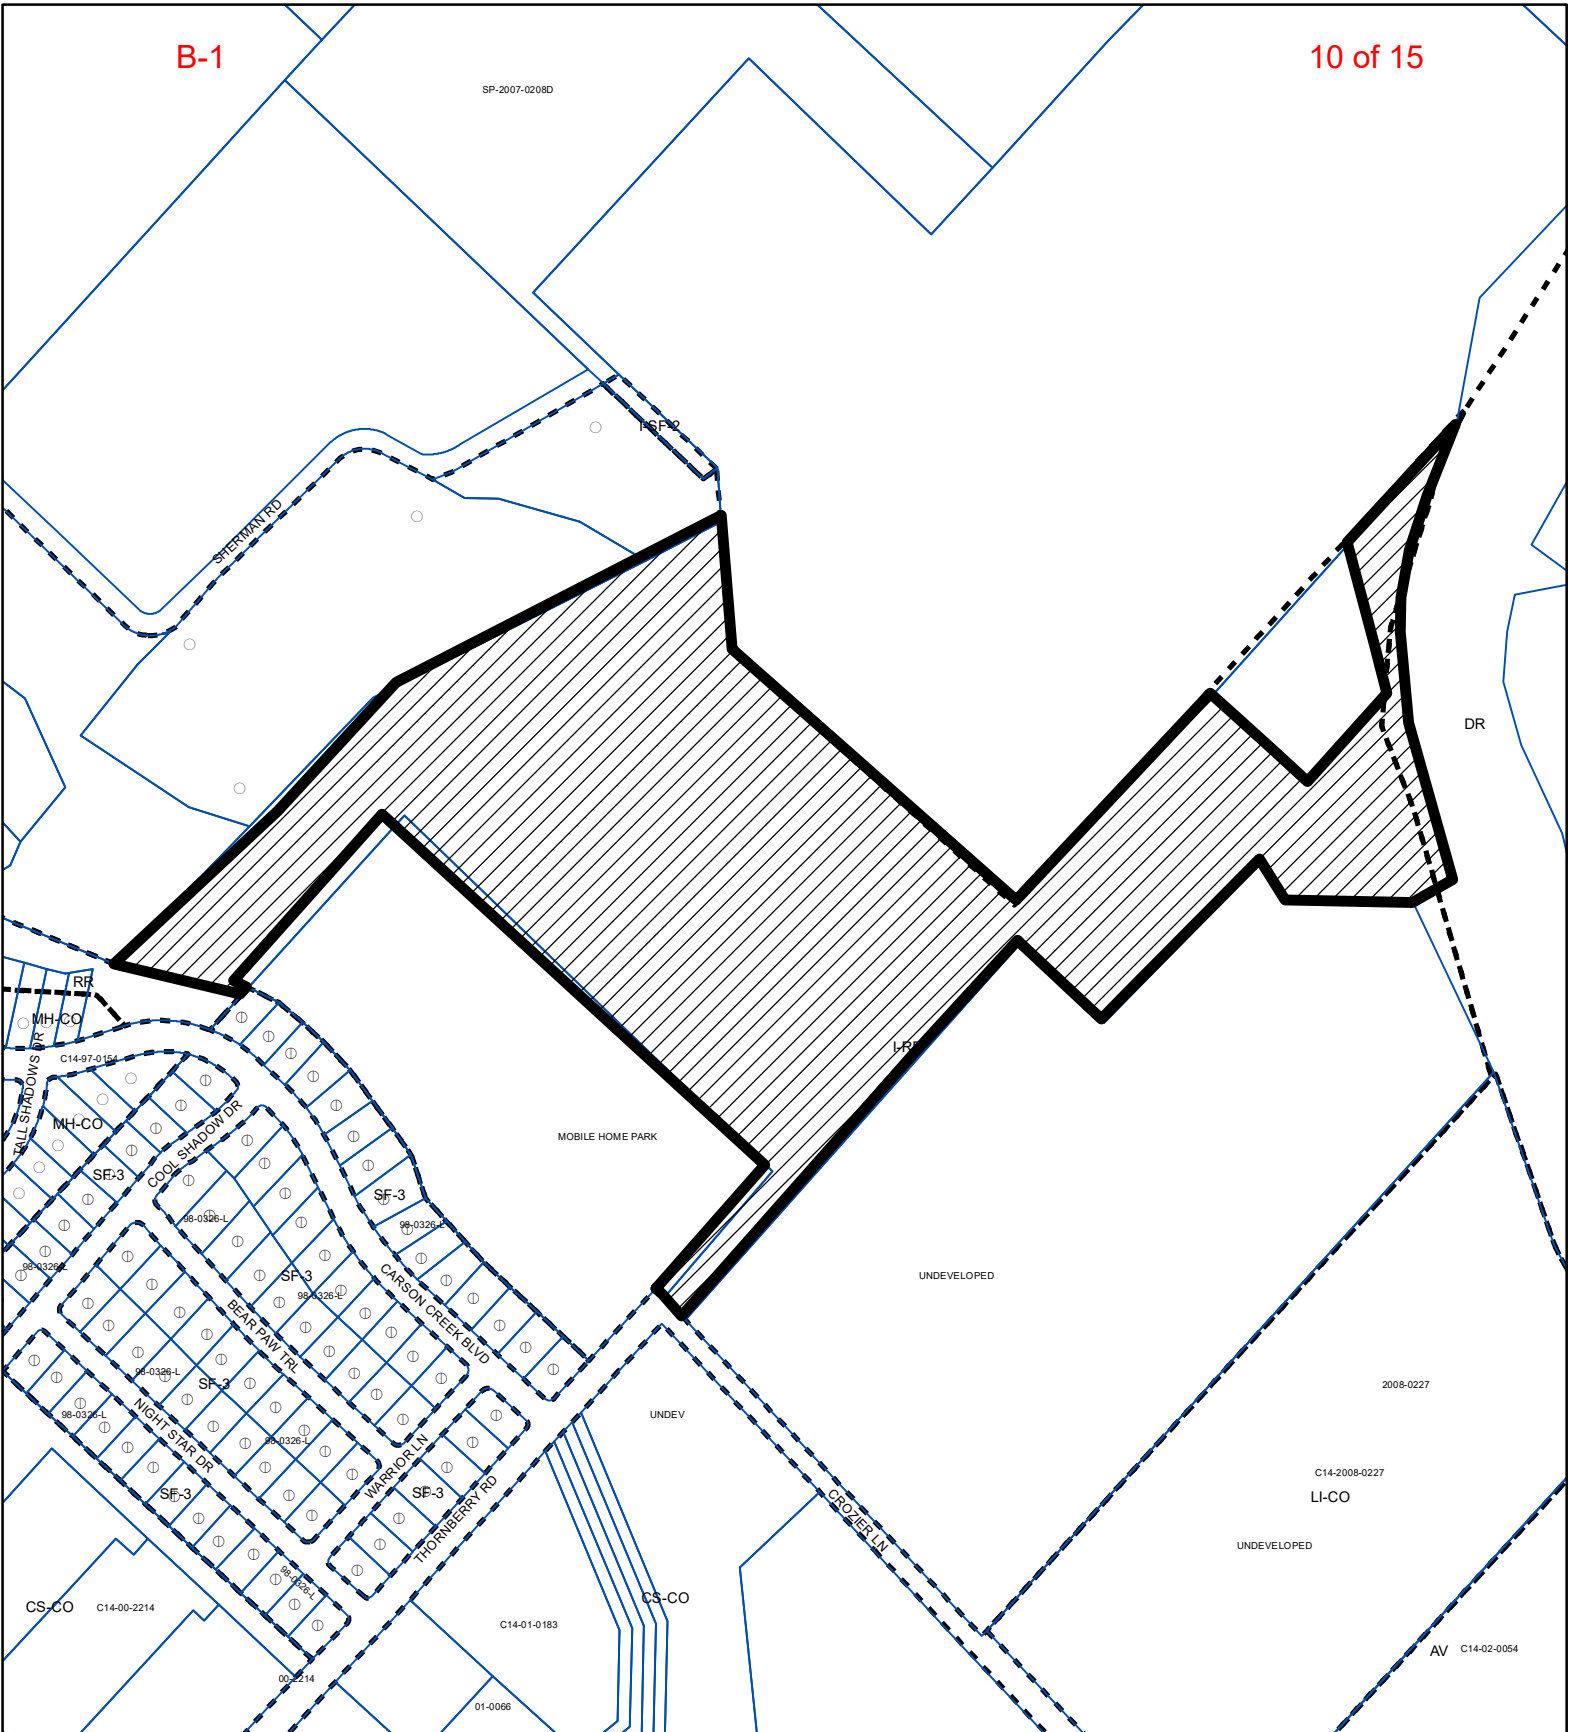 B-1
10 of 15
SP-2007-0208D
I-SF-2
SHERMAN RD
DR
RR
MH-CO
C14-97-0154
I-RR
TALL SHADOWS DR
MH-CO
COOL SHADOW DR
MOBILE HOME PARK
SF-3
SF-3
98-0326-L
98-0326-L
98-0326-L
SF-3
98-0326-L
CARSON CREEK BLVD
UNDEVELOPED
BEAR PAW TRL
98-0326-L
SF-3
2008-0227
98-0326-L
UNDEV
NIGHT STAR DR
98-0326-L
WARRIOR LN
C14-2008-0227
SF-3
SF-3
LI-CO
THORNBERRY RD
CROZIER LN
UNDEVELOPED
98-0326-L
CS-CO
CS-CO
C14-00-2214
C14-01-0183
AV
C14-02-0054
00-2214
01-0066